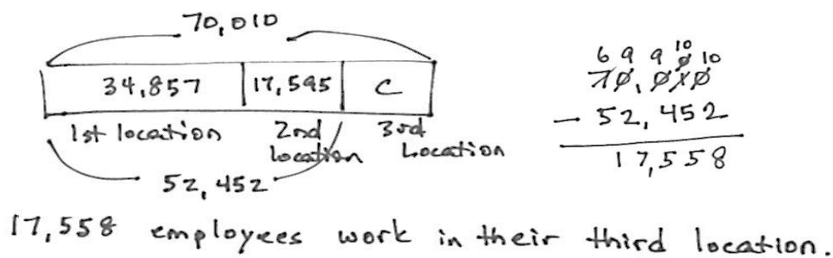 70,010
34,857 17,595 C
1st location 2nd location 3rd Location
52,452
6 9 9 10 10
70,010
- 52,452
17,558
17,558 employees work in their third location.